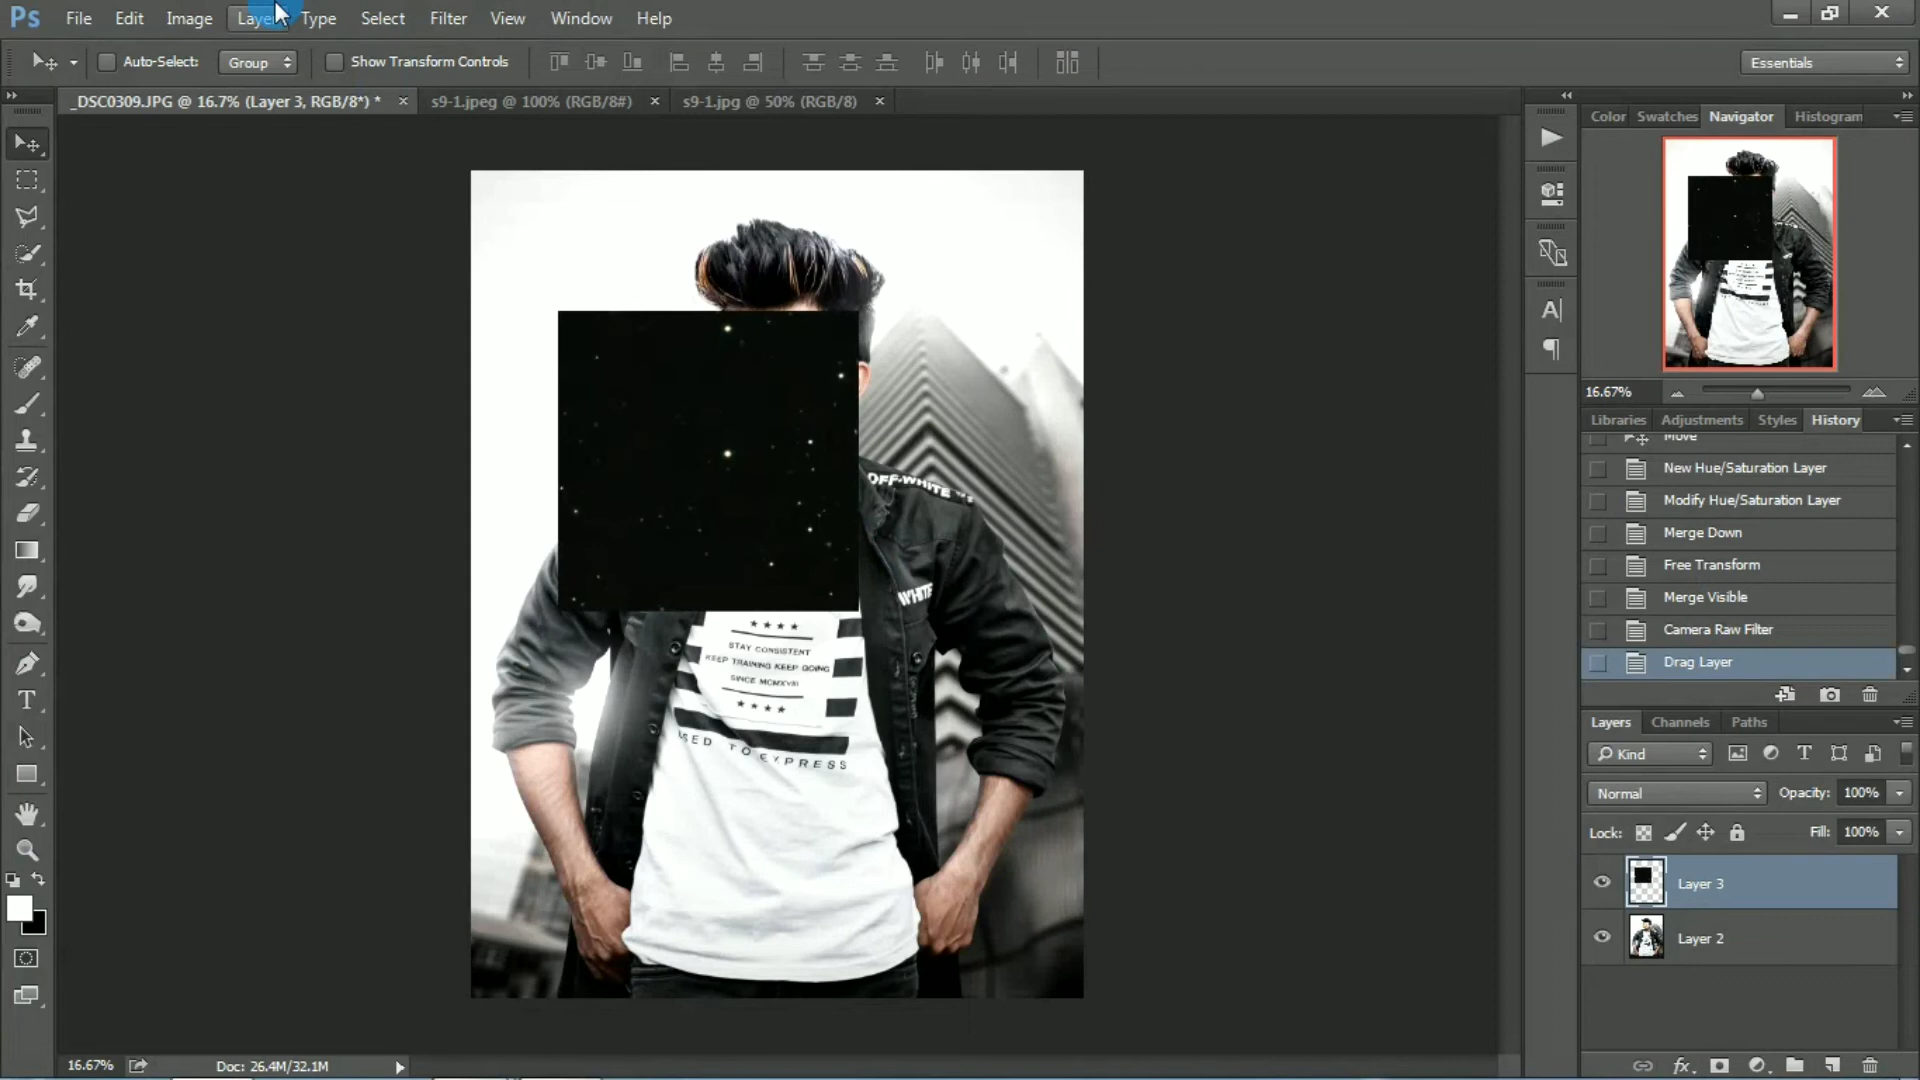 Ps File Edit Image Layer Type Select Filter View Window Help
Auto-Select: Group Show Transform Controls Essentials
_DSC0309.JPG @ 16.7% (Layer 3, RGB/8*) * × s9-1.jpeg @ 100% (RGB/8#) × s9-1.jpg @ 50% (RGB/8) ×
Color Swatches Navigator Histogram
16.67%
Libraries Adjustments Styles History
Move
New Hue/Saturation Layer
Modify Hue/Saturation Layer
Merge Down
Free Transform
Merge Visible
Camera Raw Filter
Drag Layer
Layers Channels Paths
Kind
Normal Opacity: 100%
Lock: Fill: 100%
Layer 3
Layer 2
OFF-WHITE
WHITE
STAY CONSISTENT
KEEP TRAINING KEEP GOING
SINCE MCMXVIII
SED TO EXPRESS
16.67% Doc: 26.4M/32.1M